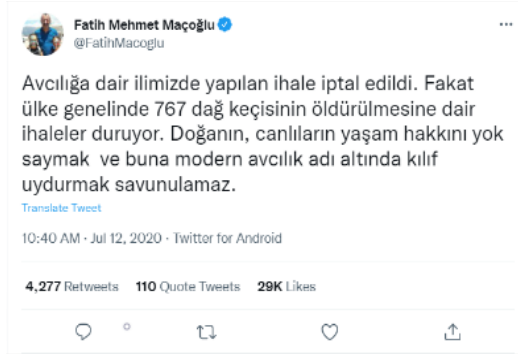 Fatih Mehmet Maçoğlu
@FatihMacoglu
Avcılığa dair ilimizde yapılan ihale iptal edildi. Fakat
ülke genelinde 767 dağ keçisinin öldürülmesine dair
ihaleler duruyor. Doğanın, canlıların yaşam hakkını yok
saymak ve buna modern avcılık adı altında kılıf
uydurmak savunulamaz.
Translate Tweet
10:40 AM · Jul 12, 2020 · Twitter for Android
4,277 Retweets 110 Quote Tweets 29K Likes